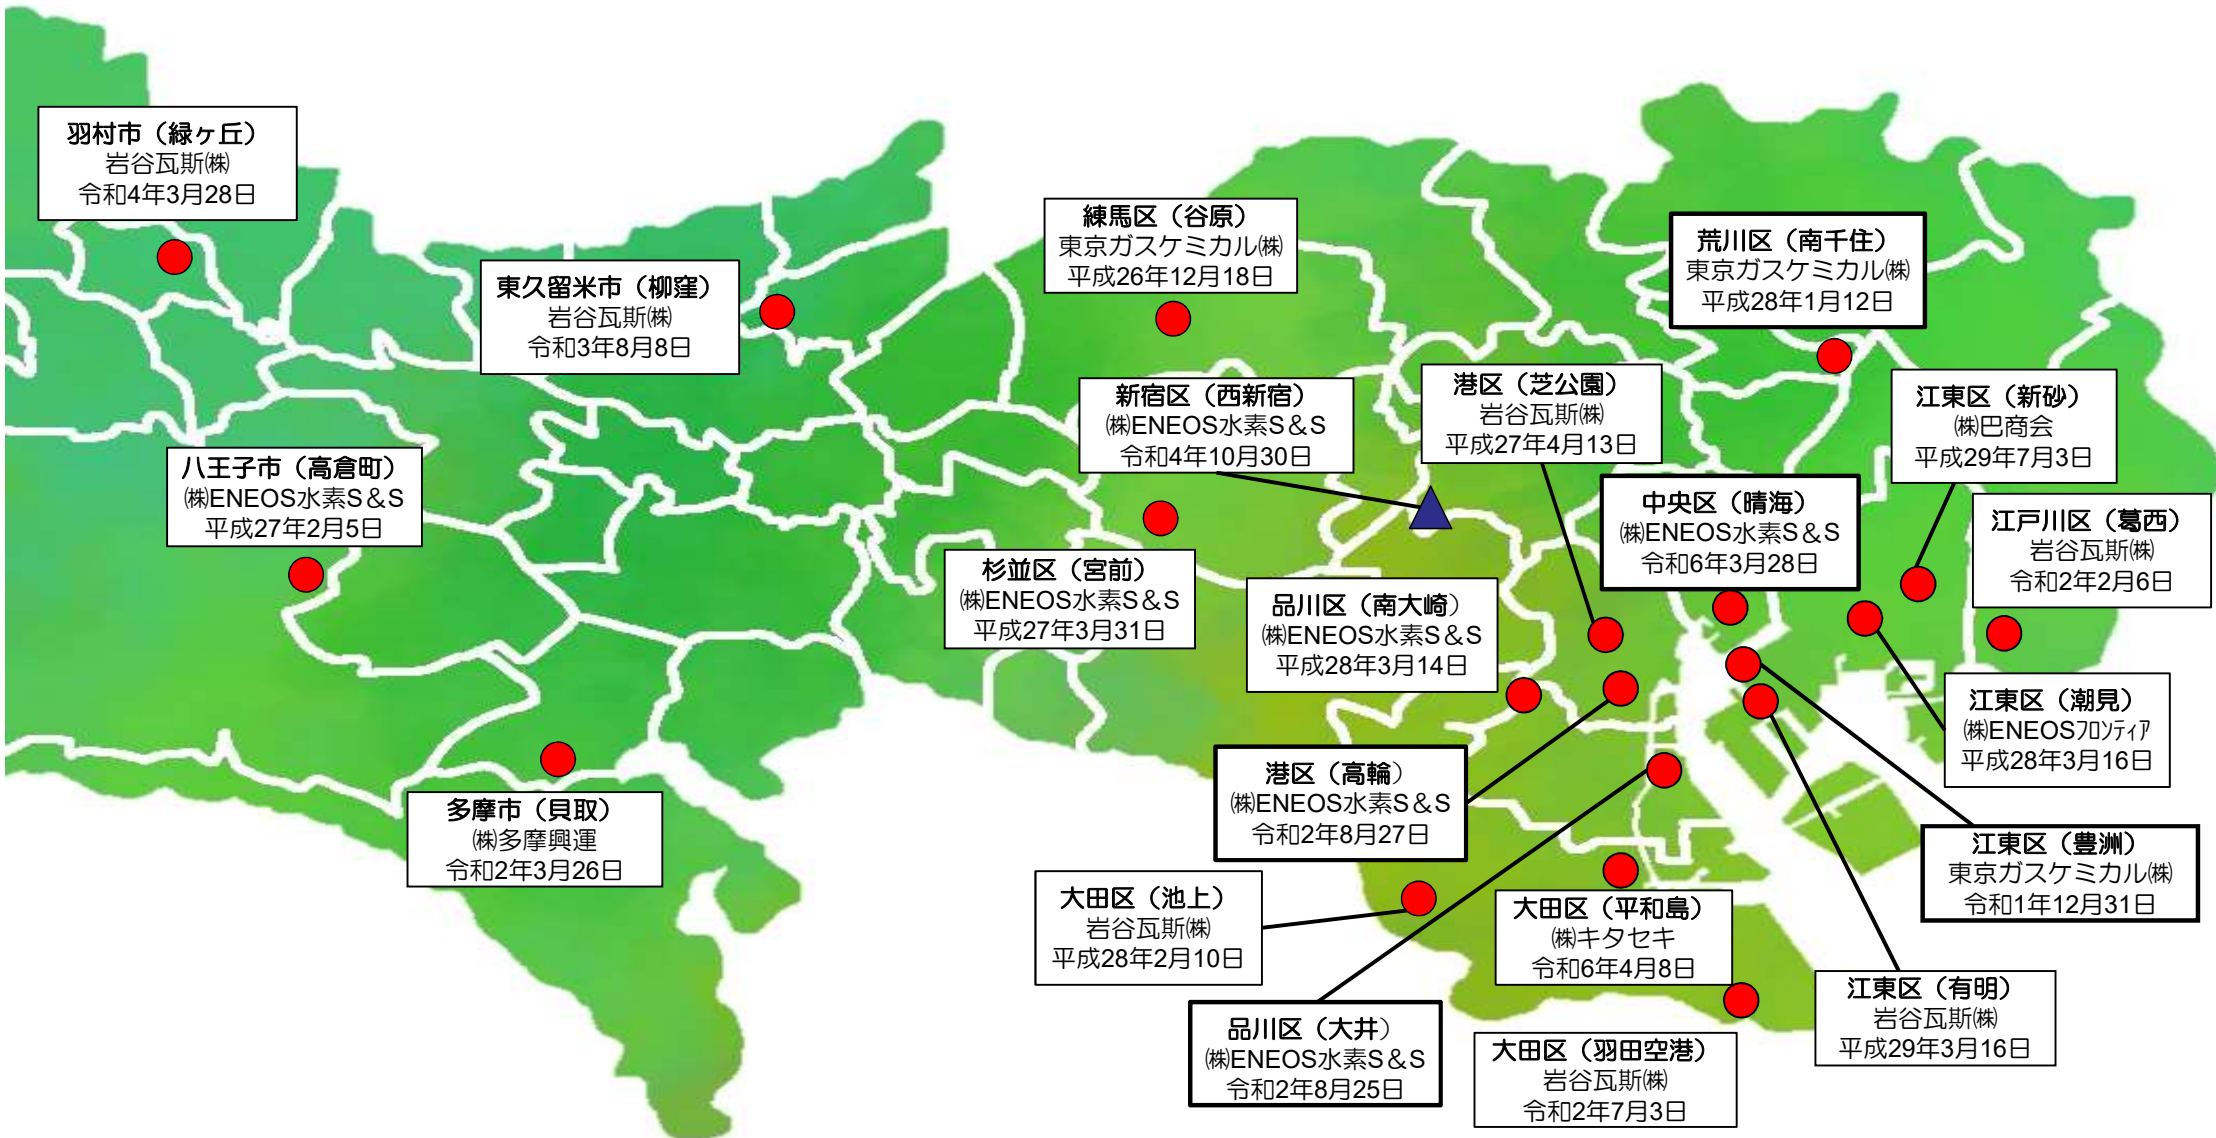 羽村市（緑ヶ丘）
岩谷瓦斯㈱
令和4年3月28日
東久留米市（柳窪）
岩谷瓦斯㈱
令和3年8月8日
練馬区（谷原）
東京ガスケミカル㈱
平成26年12月18日
荒川区（南千住）
東京ガスケミカル㈱
平成28年1月12日
新宿区（西新宿）
㈱ENEOS水素S＆S
令和4年10月30日
港区（芝公園）
岩谷瓦斯㈱
平成27年4月13日
江東区（新砂）
㈱巴商会
平成29年7月3日
八王子市（高倉町）
㈱ENEOS水素S＆S
平成27年2月5日
中央区（晴海）
㈱ENEOS水素S＆S
令和6年3月28日
江戸川区（葛西）
岩谷瓦斯㈱
令和2年2月6日
杉並区（宮前）
㈱ENEOS水素S＆S
平成27年3月31日
品川区（南大崎）
㈱ENEOS水素S＆S
平成28年3月14日
江東区（潮見）
㈱ENEOSﾌﾛﾝﾃｨｱ
平成28年3月16日
港区（高輪）
㈱ENEOS水素S＆S
令和2年8月27日
多摩市（貝取）
㈱多摩興運
令和2年3月26日
江東区（豊洲）
東京ガスケミカル㈱
令和1年12月31日
大田区（池上）
岩谷瓦斯㈱
平成28年2月10日
大田区（平和島）
㈱キタセキ
令和6年4月8日
江東区（有明）
岩谷瓦斯㈱
平成29年3月16日
品川区（大井）
㈱ENEOS水素S＆S
令和2年8月25日
大田区（羽田空港）
岩谷瓦斯㈱
令和2年7月3日